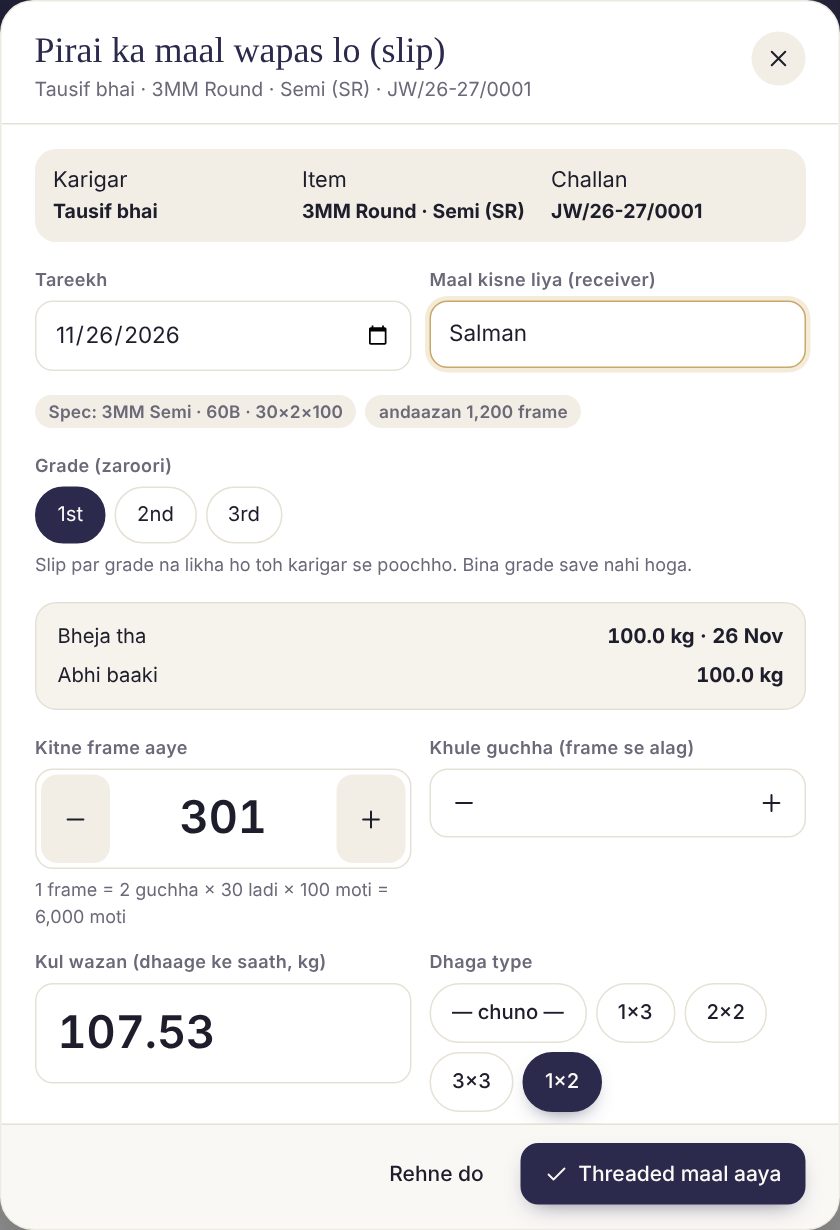 Pirai ka maal wapas lo (slip)
Tausif bhai · 3MM Round · Semi (SR) · JW/26-27/0001
Karigar Item Challan
Tausif bhai 3MM Round · Semi (SR) JW/26-27/0001
Tareekh Maal kisne liya (receiver)
11/26/2026 Salman
Spec: 3MM Semi · 60B · 30×2×100 andaazan 1,200 frame
Grade (zaroori)
1st 2nd 3rd
Slip par grade na likha ho toh karigar se poochho. Bina grade save nahi hoga.
Bheja tha 100.0 kg · 26 Nov
Abhi baaki 100.0 kg
Kitne frame aaye Khule guchha (frame se alag)
− 301 + − +
1 frame = 2 guchha × 30 ladi × 100 moti =
6,000 moti
Kul wazan (dhaage ke saath, kg) Dhaga type
107.53 — chuno — 1×3 2×2
3×3 1×2
Rehne do ✓ Threaded maal aaya